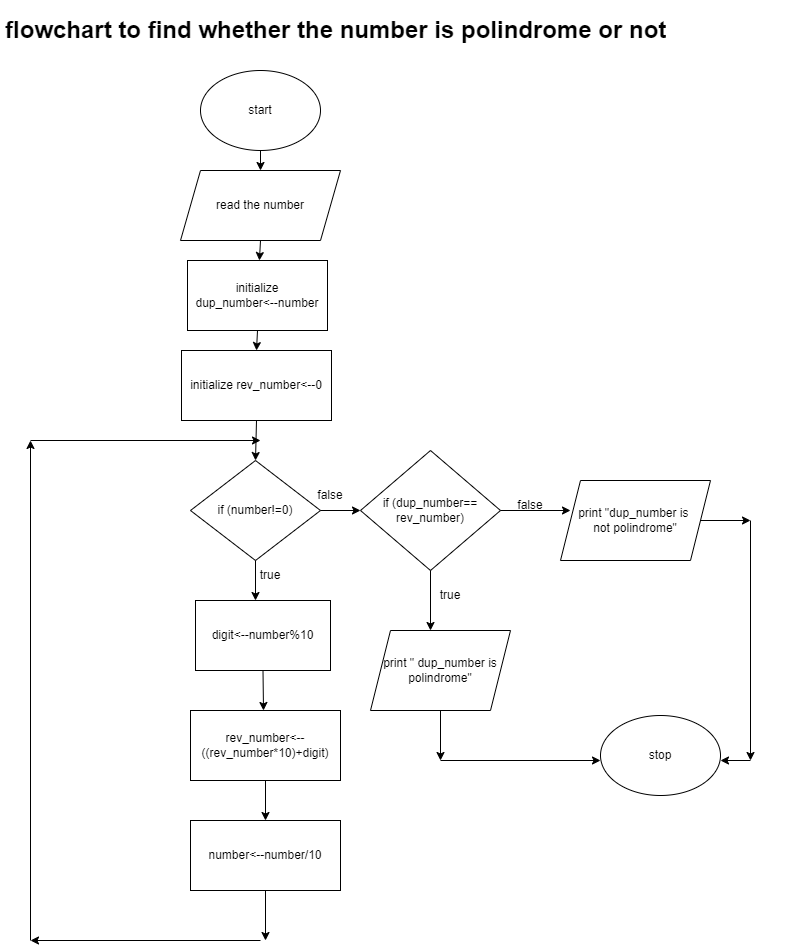 flowchart to find whether the number is polindrome or not
start
read the number
initialize
dup_number<--number
initialize rev_number<--0
if (number!=0)
false
if (dup_number==
rev_number)
false
print "dup_number is
not polindrome"
true
true
digit<--number%10
print " dup_number is
polindrome"
rev_number<--
((rev_number*10)+digit)
stop
number<--number/10